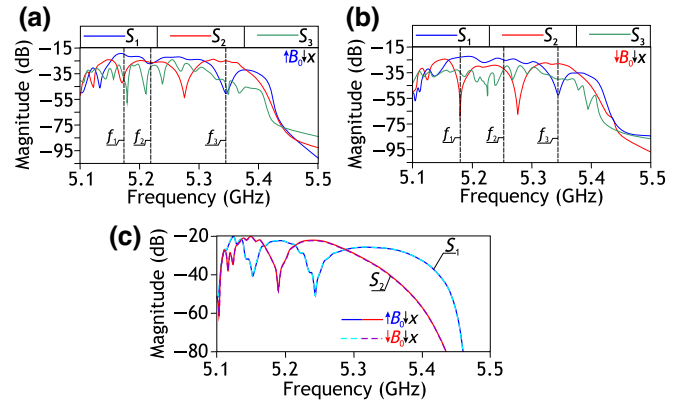 (a)
S₁ S₂ S₃
Magnitude (dB)
−15
−35
−55
−75
−95
↑B₀↓x
f₁ f₂ f₃
5.1 5.2 5.3 5.4 5.5
Frequency (GHz)
(b)
S₁ S₂ S₃
Magnitude (dB)
−15
−35
−55
−75
−95
↓B₀↓x
f₁ f₂ f₃
5.1 5.2 5.3 5.4 5.5
Frequency (GHz)
(c)
Magnitude (dB)
−20
−40
−60
−80
S₁
S₂
↑B₀↓x
↓B₀↓x
5.1 5.2 5.3 5.4 5.5
Frequency (GHz)